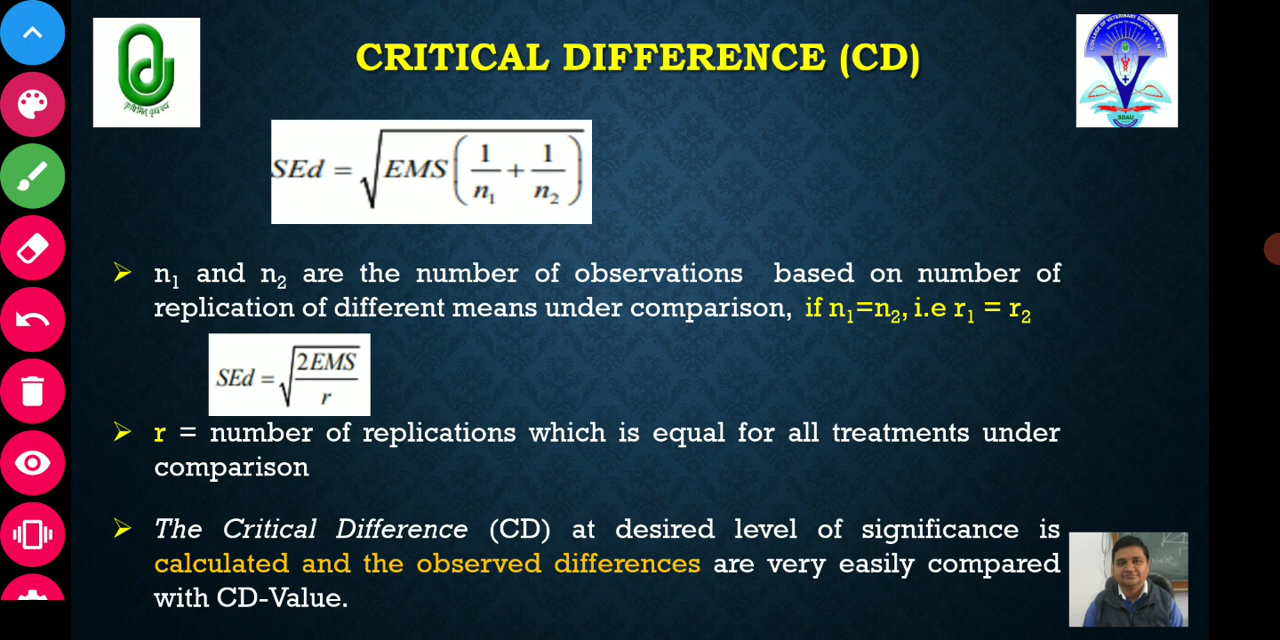 CRITICAL DIFFERENCE (CD)
SEd = √(EMS(1/n₁ + 1/n₂))
➢ n₁ and n₂ are the number of observations based on number of
replication of different means under comparison, if n₁=n₂, i.e r₁ = r₂
SEd = √(2EMS/r)
➢ r = number of replications which is equal for all treatments under
comparison
➢ The Critical Difference (CD) at desired level of significance is
calculated and the observed differences are very easily compared
with CD-Value.